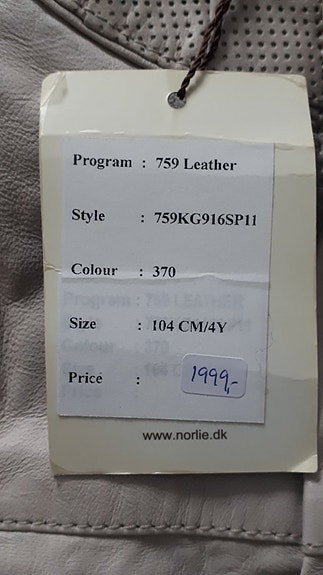 Program : 759 Leather
Style : 759KG916SP11
Colour : 370
Size : 104 CM/4Y
Price : 1999,-
www.norlie.dk